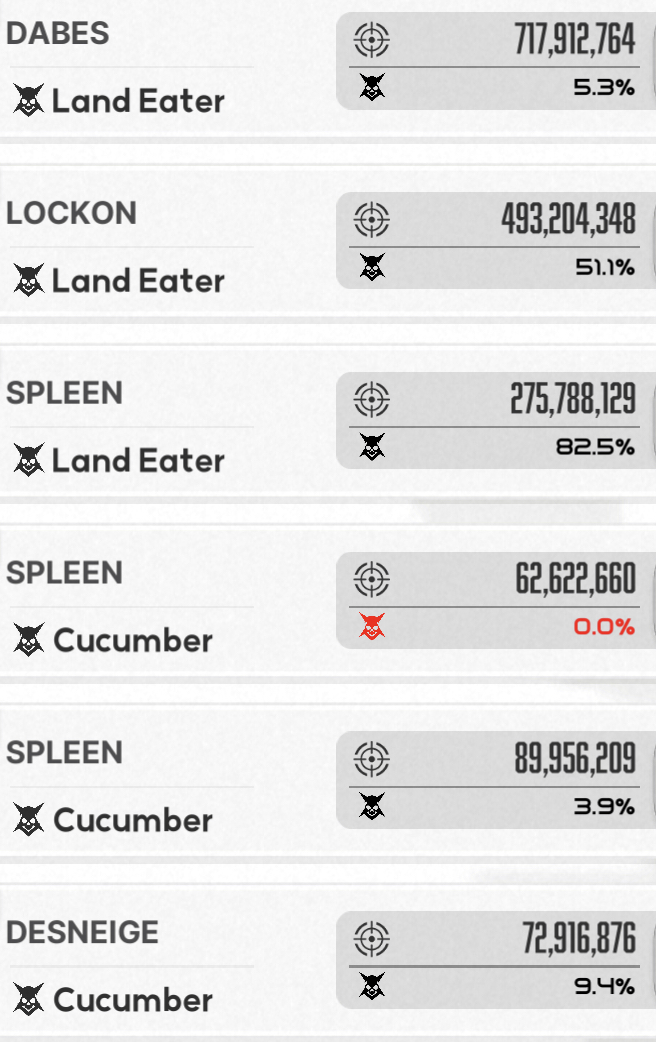 DABES
717,912,764
Land Eater
5.3%
LOCKON
493,204,348
Land Eater
51.1%
SPLEEN
275,788,129
Land Eater
82.5%
SPLEEN
62,622,660
Cucumber
0.0%
SPLEEN
89,956,209
Cucumber
3.9%
DESNEIGE
72,916,876
Cucumber
9.4%